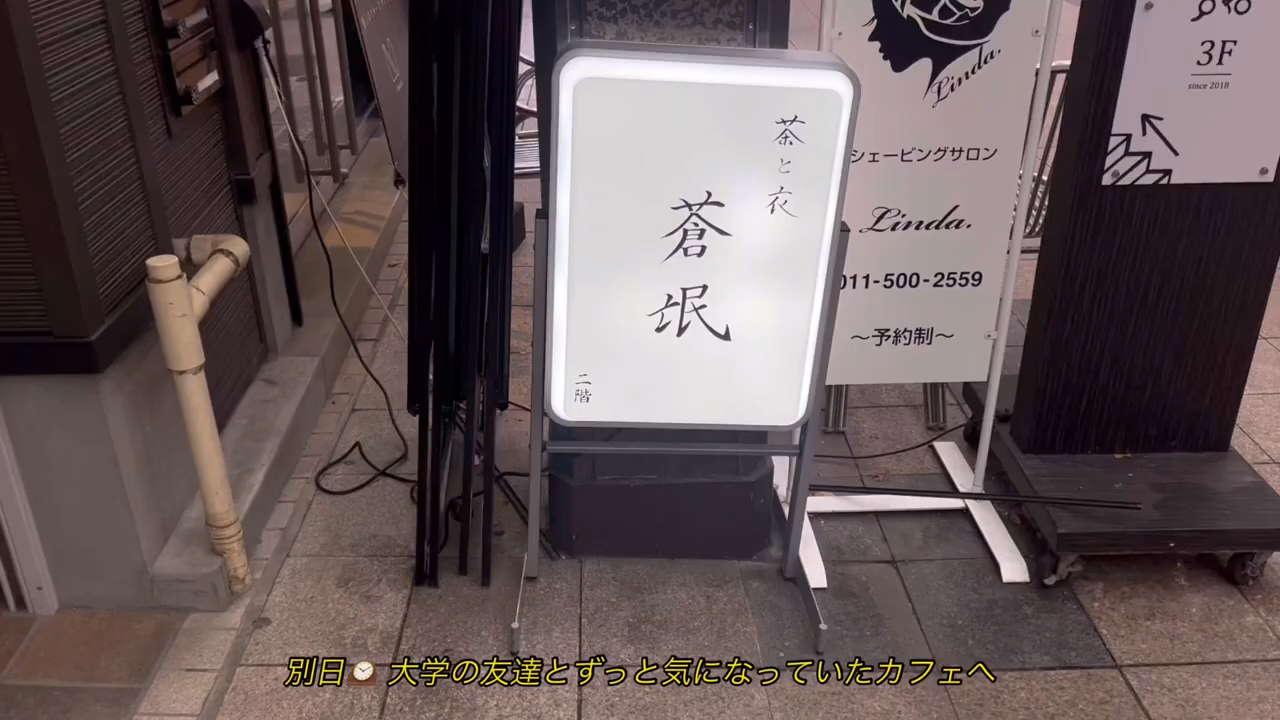 茶と衣
蒼氓
二階
Linda.
シェービングサロン
Linda.
011-500-2559
〜予約制〜
3F
since 2018
別日🕰 大学の友達とずっと気になっていたカフェへ